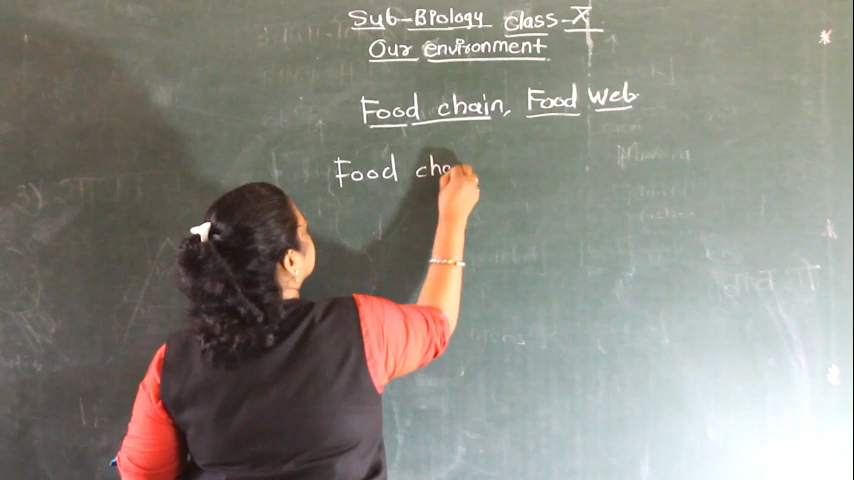 Sub-Biology class-X
Our environment
Food chain, Food Web
Food cha